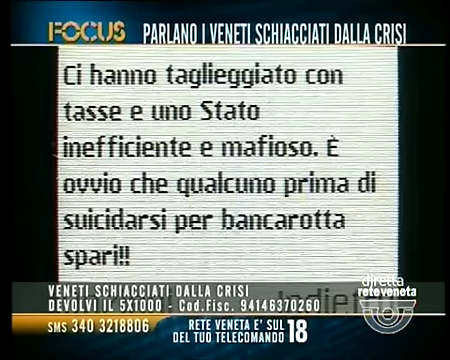 FOCUS PARLANO I VENETI SCHIACCIATI DALLA CRISI
Ci hanno taglieggiato con
tasse e uno Stato
inefficiente e mafioso. È
ovvio che qualcuno prima di
suicidarsi per bancarotta
spari!!
Indietro
diretta
reteveneta
VENETI SCHIACCIATI DALLA CRISI
DEVOLVI IL 5X1000 - Cod.Fisc. 94146370260
SMS 340 3218806
RETE VENETA E' SUL 18
DEL TUO TELECOMANDO